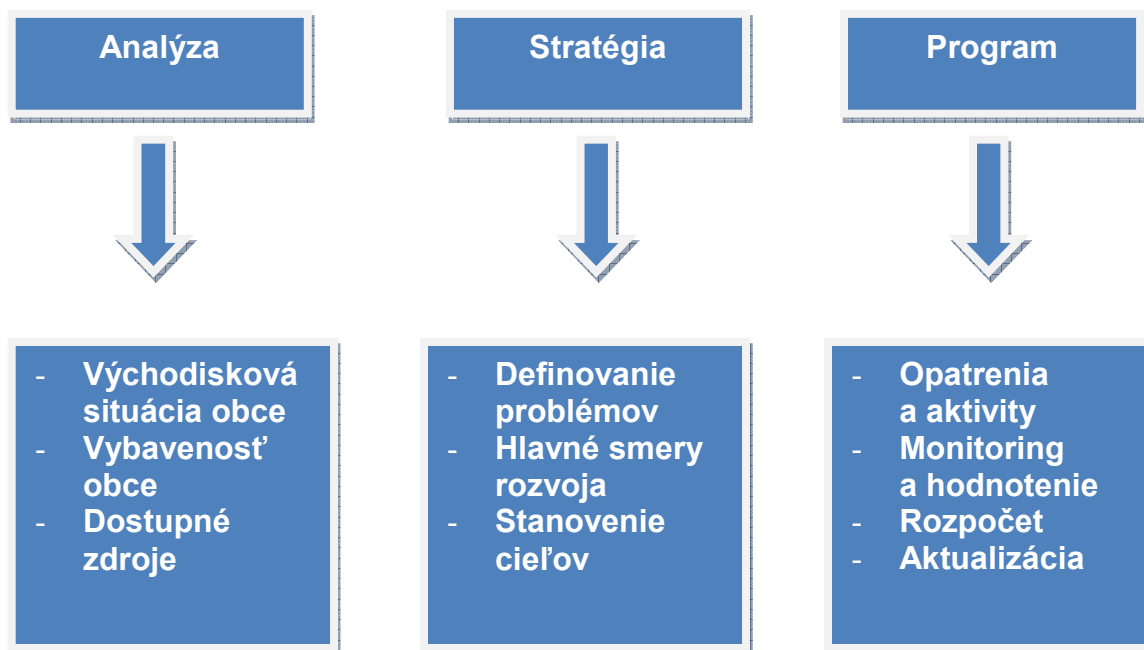 Analýza
Stratégia
Program
- Východisková
situácia obce
- Vybavenosť
obce
- Dostupné
zdroje
- Definovanie
problémov
- Hlavné smery
rozvoja
- Stanovenie
cieľov
- Opatrenia
a aktivity
- Monitoring
a hodnotenie
- Rozpočet
- Aktualizácia